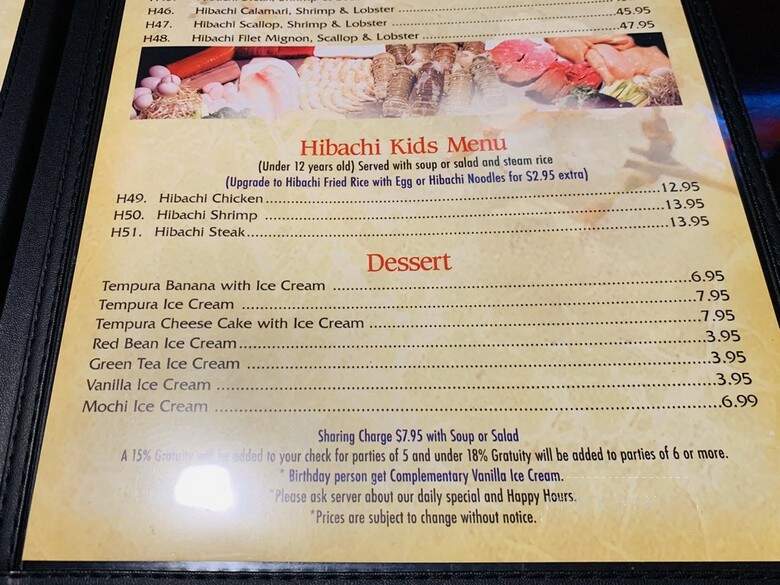 H46. Hibachi Calamari, Shrimp & Lobster 45.95
H47. Hibachi Scallop, Shrimp & Lobster 47.95
H48. Hibachi Filet Mignon, Scallop & Lobster
Hibachi Kids Menu
(Under 12 years old) Served with soup or salad and steam rice
(Upgrade to Hibachi Fried Rice with Egg or Hibachi Noodles for $2.95 extra)
H49. Hibachi Chicken 12.95
H50. Hibachi Shrimp 13.95
H51. Hibachi Steak 13.95
Dessert
Tempura Banana with Ice Cream 6.95
Tempura Ice Cream 7.95
Tempura Cheese Cake with Ice Cream 7.95
Red Bean Ice Cream 3.95
Green Tea Ice Cream 3.95
Vanilla Ice Cream 3.95
Mochi Ice Cream 6.99
Sharing Charge $7.95 with Soup or Salad
A 15% Gratuity will be added to your check for parties of 5 and under 18% Gratuity will be added to parties of 6 or more.
* Birthday person get Complementary Vanilla Ice Cream.
*Please ask server about our daily special and Happy Hours.
*Prices are subject to change without notice.